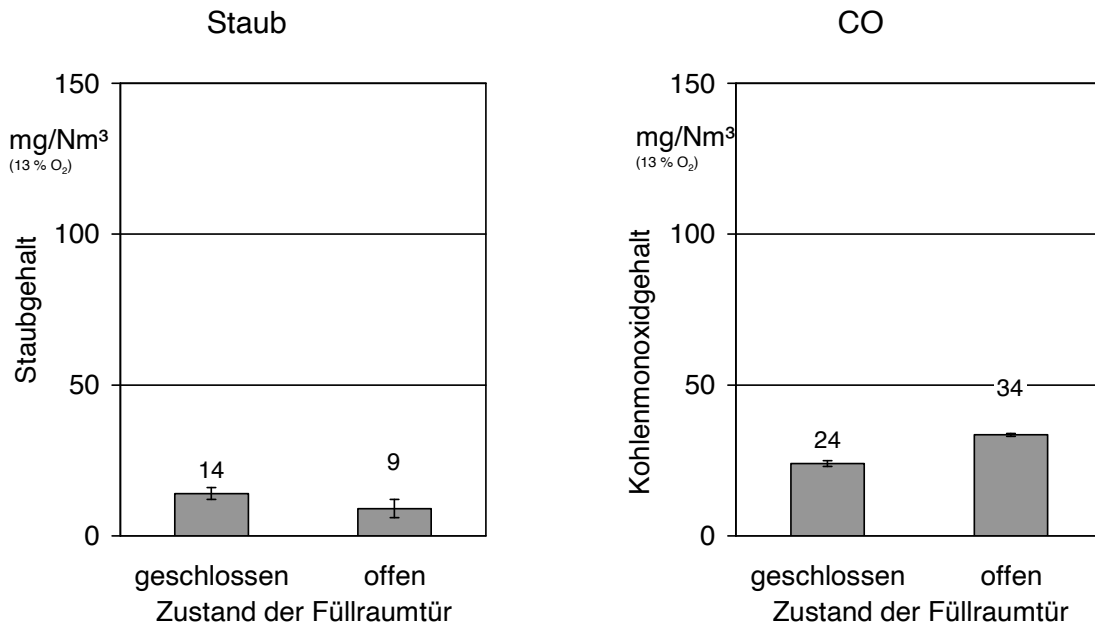 Staub
150
mg/Nm³
(13 % O₂)
100
50
0
Staubgehalt
14
9
geschlossen offen
Zustand der Füllraumtür
CO
150
mg/Nm³
(13 % O₂)
100
50
0
Kohlenmonoxidgehalt
24
34
geschlossen offen
Zustand der Füllraumtür